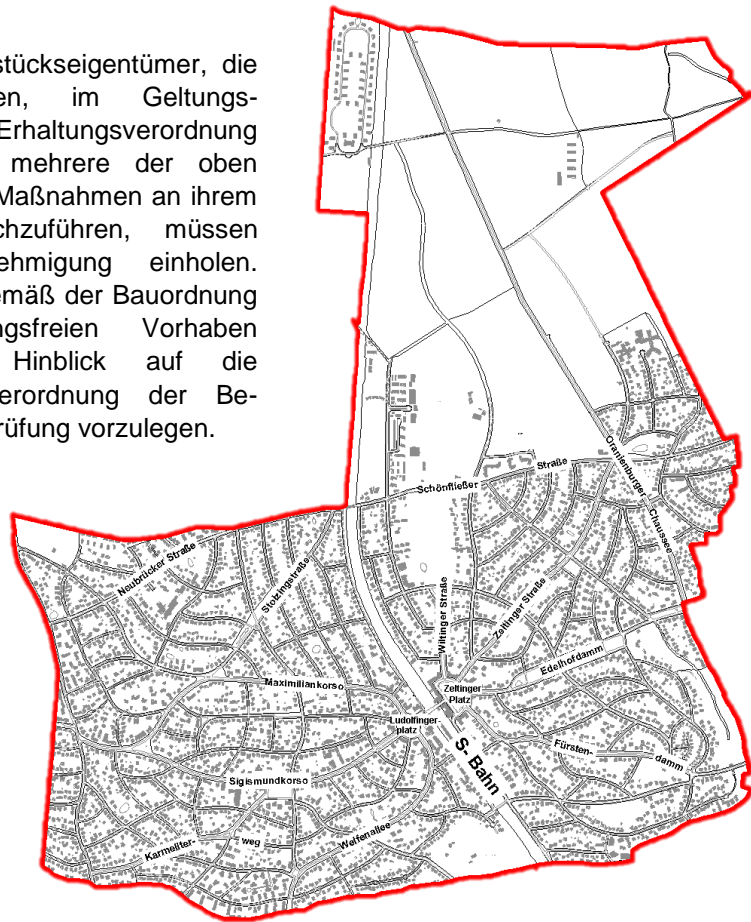 stückseigentümer, die
en, im Geltungs-
Erhaltungsverordnung
mehrere der oben
Maßnahmen an ihrem
chzuführen, müssen
ehmigung einholen.
emäß der Bauordnung
ngsfreien Vorhaben
Hinblick auf die
erordnung der Be-
rüfung vorzulegen.
Oranienburger Chaussee
Schönfließer Straße
Neubrücker Straße
Stolzingstraße
Wiltinger Straße
Zeltinger Straße
Edelhofdamm
Maximiliankorso
Zeltinger
Platz
Ludolfinger-
platz
S- Bahn
Fürsten-
damm
Sigismundkorso
Karmeliter-
weg
Welfenallee